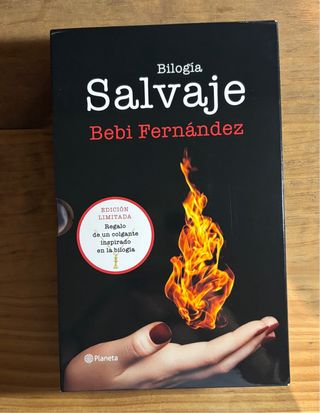 Bilogía
Salvaje
Bebi Fernández
EDICIÓN
LIMITADA
Regalo
de un colgante
inspirado
en la bilogía
Planeta